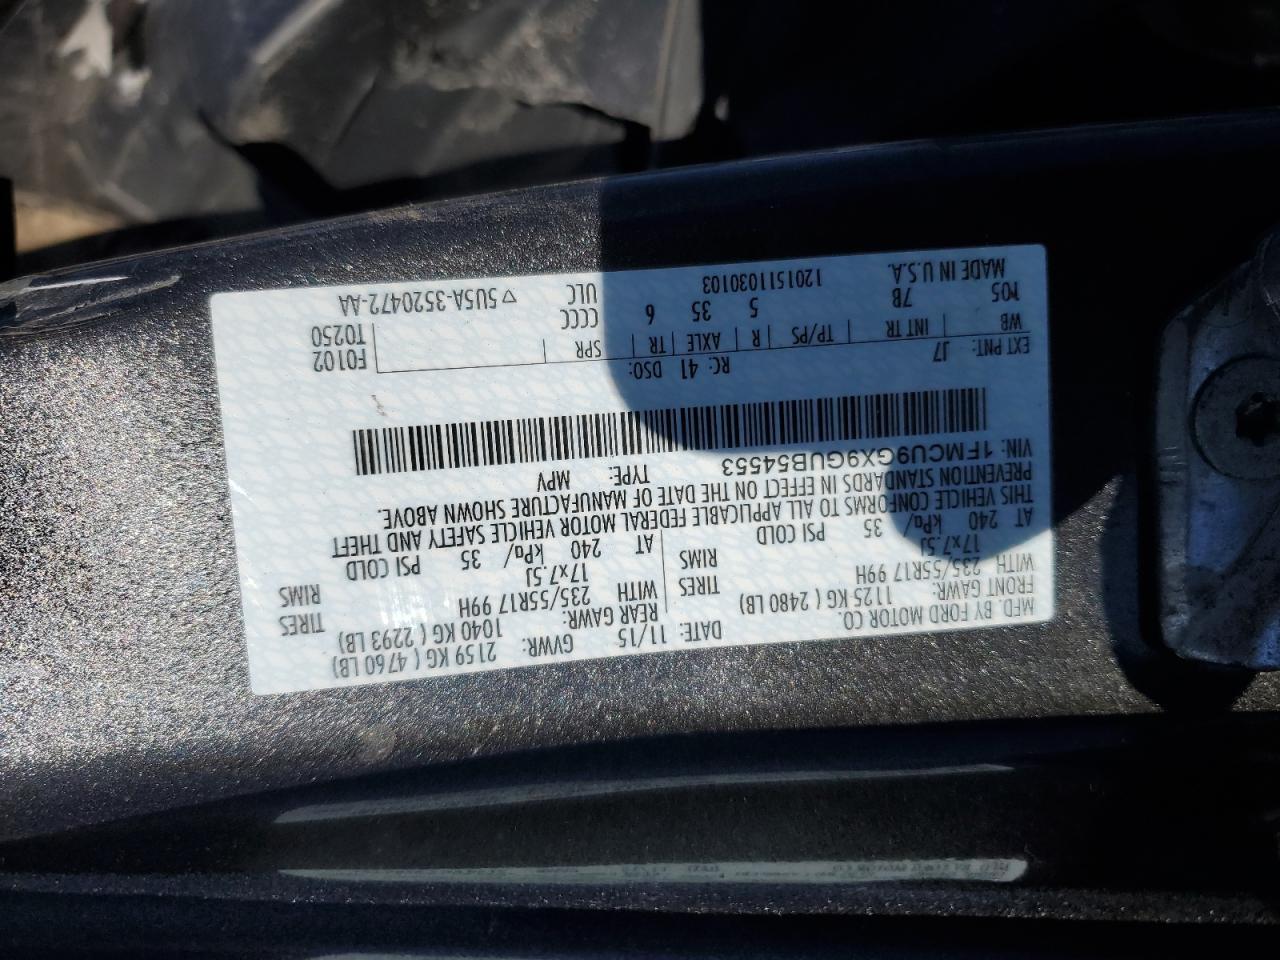 MFD. BY FORD MOTOR CO.
DATE: 11/15 GVWR: 2159 KG ( 4760 LB)
FRONT GAWR: 1125 KG ( 2480 LB)
REAR GAWR: 1040 KG ( 2293 LB)
WITH 235/55R17 99H TIRES
WITH 235/55R17 99H TIRES
17x7.5J RIMS
17x7.5J RIMS
AT 240 kPa/ 35 PSI COLD
AT 240 kPa/ 35 PSI COLD
THIS VEHICLE CONFORMS TO ALL APPLICABLE FEDERAL MOTOR VEHICLE SAFETY AND THEFT
PREVENTION STANDARDS IN EFFECT ON THE DATE OF MANUFACTURE SHOWN ABOVE.
VIN: 1FMCU9GX9GUB54553
TYPE: MPV
EXT PNT: J7 RC: 41 DSO:
F0102
WB INT TR TP/PS R AXLE TR SPR
T0250
105 7B 5 35 6 CCCC
MADE IN U.S.A. 1201511030103 ULC ▽5U5A-3520472-AA